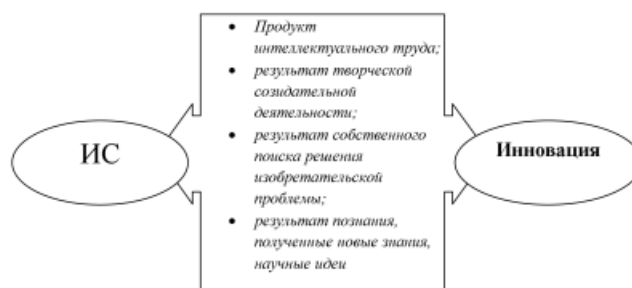 ИС
• Продукт
интеллектуального труда;
• результат творческой
созидательной
деятельности;
• результат собственного
поиска решения
изобретательской
проблемы;
• результат познания,
полученные новые знания,
научные идеи
Инновация